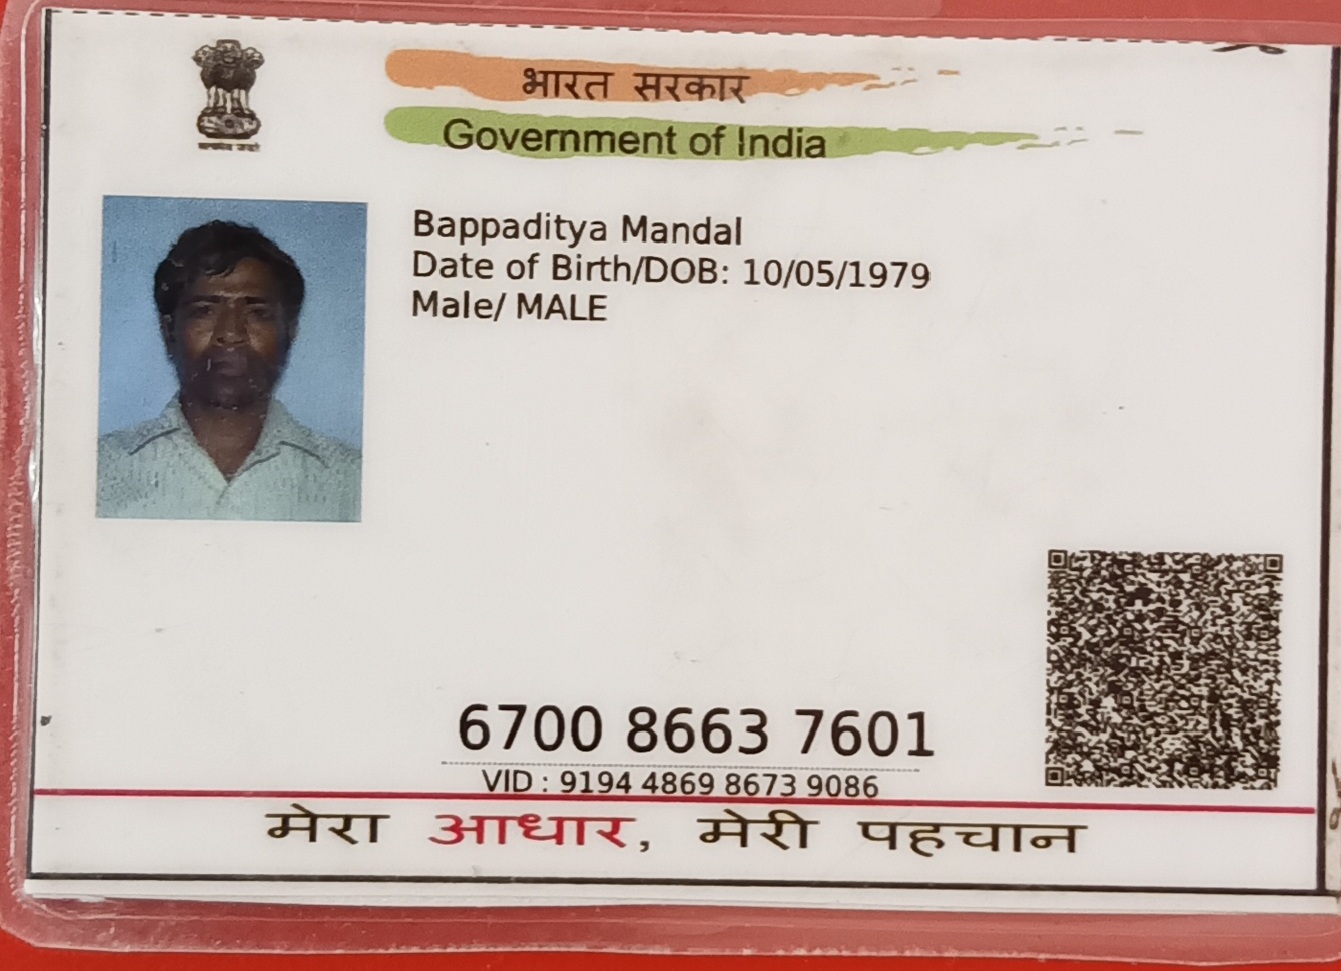 भारत सरकार
Government of India
Bappaditya Mandal
Date of Birth/DOB: 10/05/1979
Male/ MALE
6700 8663 7601
VID : 9194 4869 8673 9086
मेरा आधार, मेरी पहचान